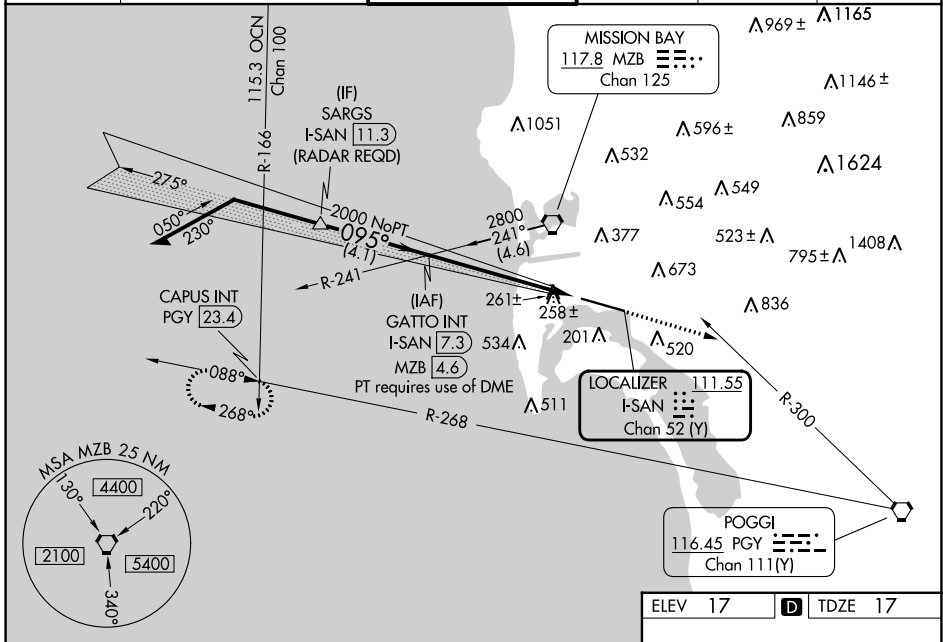 115.3 OCN
Chan 100
R-166
(IF)
SARGS
I-SAN 11.3
(RADAR REQD)
MISSION BAY
117.8 MZB
Chan 125
969 ±
1165
1146 ±
1051
596 ±
859
532
1624
549
554
377
523 ±
795 ±
1408
673
836
275°
050°
230°
2000 NoPT
095°
(4.1)
2800
241°
(4.6)
R-241
CAPUS INT
PGY 23.4
(IAF)
GATTO INT
I-SAN 7.3
MZB 4.6
PT requires use of DME
261 ±
258 ±
534
201
520
511
088°
268°
R-268
LOCALIZER 111.55
I-SAN
Chan 52 (Y)
R-300
MSA MZB 25 NM
130°
4400
220°
2100
5400
340°
POGGI
116.45 PGY
Chan 111(Y)
ELEV 17 D TDZE 17